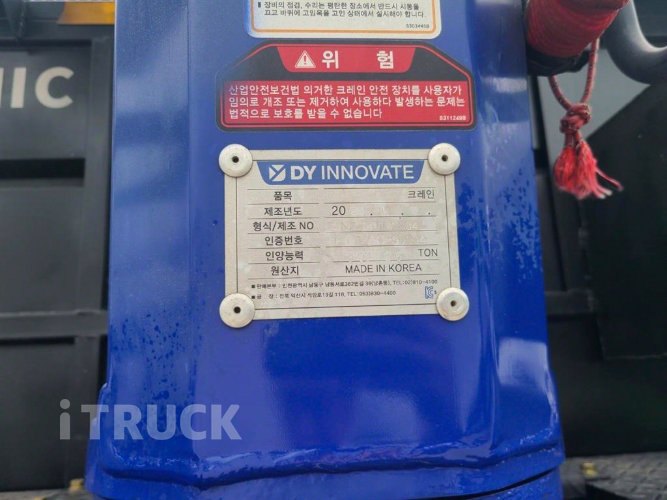 장비의 점검, 수리는 평탄한 장소에서 반드시 시동을
끄고 바퀴에 고임목을 고인 상태에서 실시해야 합니다.
NIC
위 험
산업안전보건법 의거한 크레인 안전 장치를 사용자가
임의로 개조 또는 제거하여 사용하다 발생하는 문제는
법적으로 보호를 받을 수 없습니다.
DY INNOVATE
품목 크레인
제조년도 20 . . .
형식/제조 NO
인증번호
인양능력 TON
원산지 MADE IN KOREA
iTRUCK